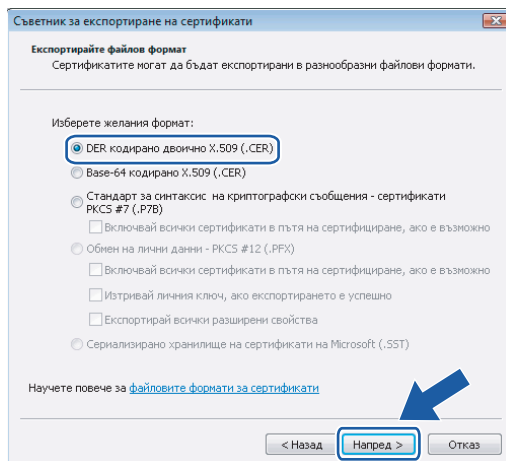 Съветник за експортиране на сертификати
Експортирайте файлов формат
Сертификатите могат да бъдат експортирани в разнообразни файлови формати.
Изберете желания формат:
DER кодирано двоично X.509 (.CER)
Base-64 кодирано X.509 (.CER)
Стандарт за синтаксис на криптографски съобщения - сертификати
PKCS #7 (.P7B)
Включвай всички сертификати в пътя на сертифициране, ако е възможно
Обмен на лични данни - PKCS #12 (.PFX)
Включвай всички сертификати в пътя на сертифициране, ако е възможно
Изтривай личния ключ, ако експортирането е успешно
Експортирай всички разширени свойства
Сериализирано хранилище на сертификати на Microsoft (.SST)
Научете повече за файловите формати за сертификати
< Назад Напред > Отказ